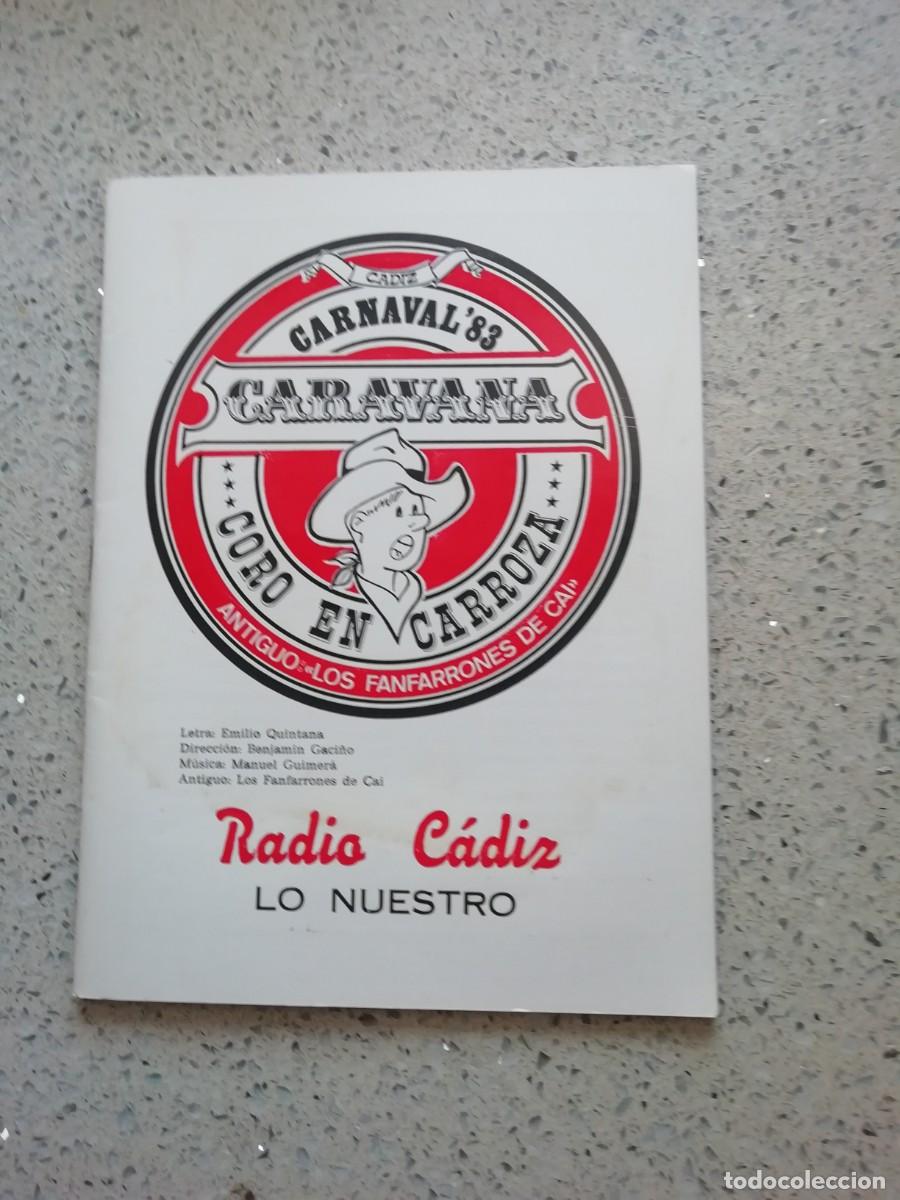 CADIZ
CARNAVAL'83
CARAVANA
CORO EN CARROZA
ANTIGUO: «LOS FANFARRONES DE CAI»
Letra: Emilio Quintana
Dirección: Benjamín Gaciño
Música: Manuel Guimerá
Antiguo: Los Fanfarrones de Cai
Radio Cádiz
LO NUESTRO
todocoleccion